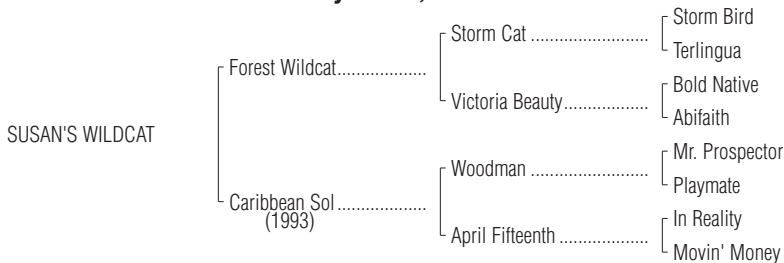 Storm Bird
Storm Cat ..........................
Terlingua
Forest Wildcat....................
Bold Native
Victoria Beauty...................
Abifaith
SUSAN'S WILDCAT
Mr. Prospector
Woodman ..........................
Playmate
Caribbean Sol ....................
(1993)
In Reality
April Fifteenth ....................
Movin' Money